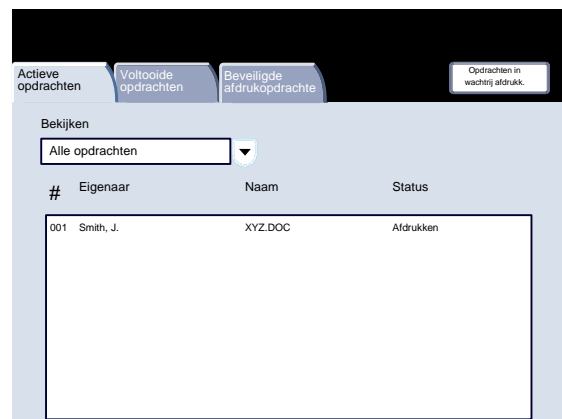 Actieve
opdrachten
Voltooide
opdrachten
Beveiligde
afdrukopdrachte
Opdrachten in
wachtrij afdrukk.
Bekijken
Alle opdrachten
# Eigenaar Naam Status
001 Smith, J. XYZ.DOC Afdrukken